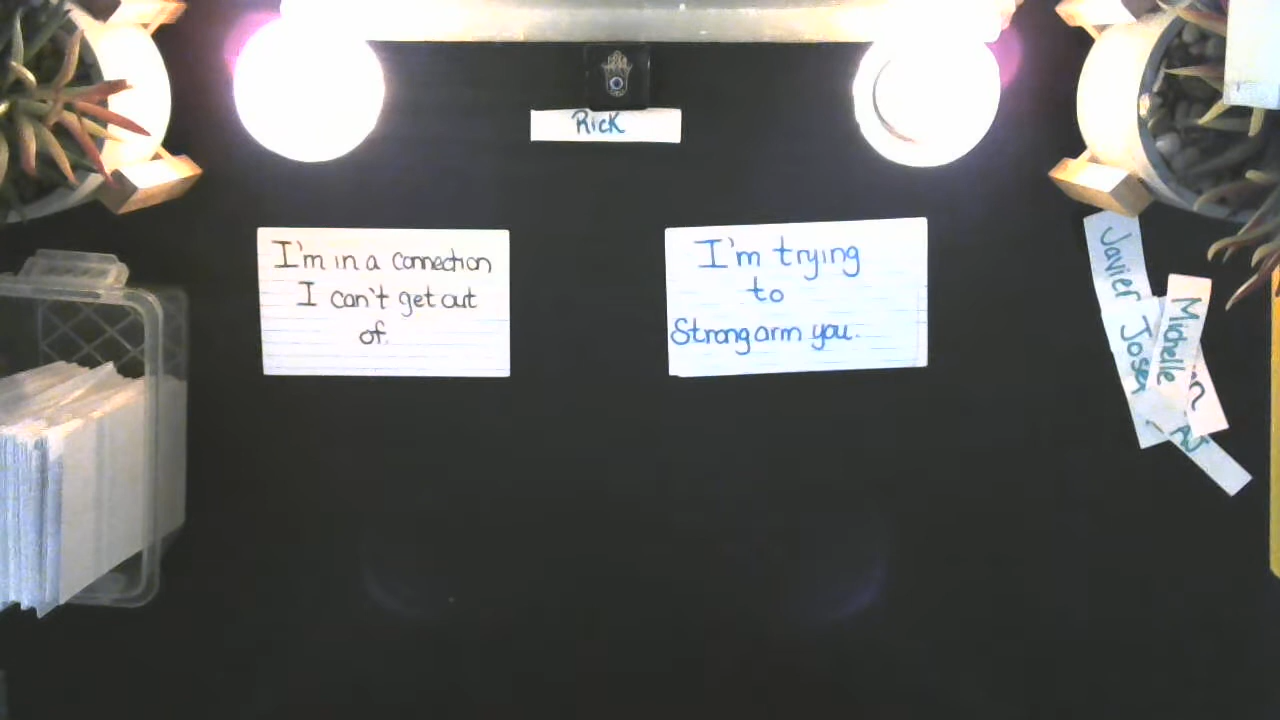 Rick
I'm in a connection
I can't get out
of.
I'm trying
to
Strongarm you.
Javier
Michelle